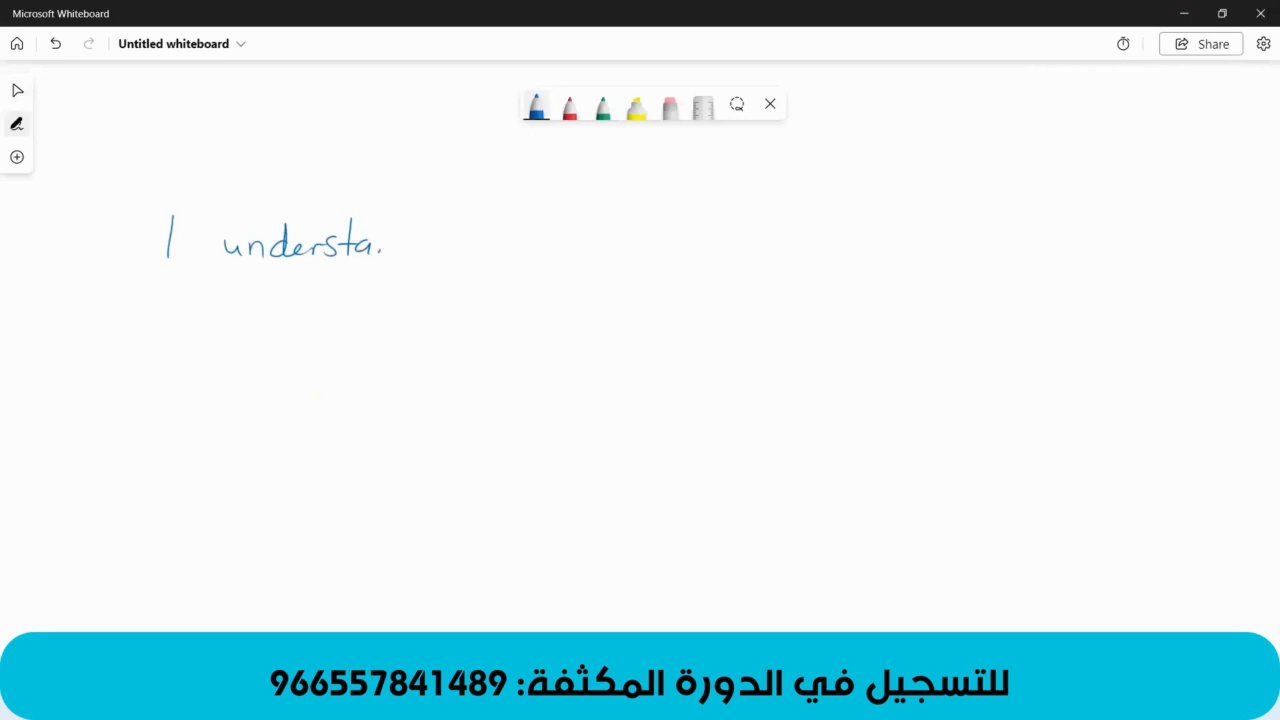 Microsoft Whiteboard
Untitled whiteboard
Share
I understa.
للتسجيل في الدورة المكثفة: 966557841489